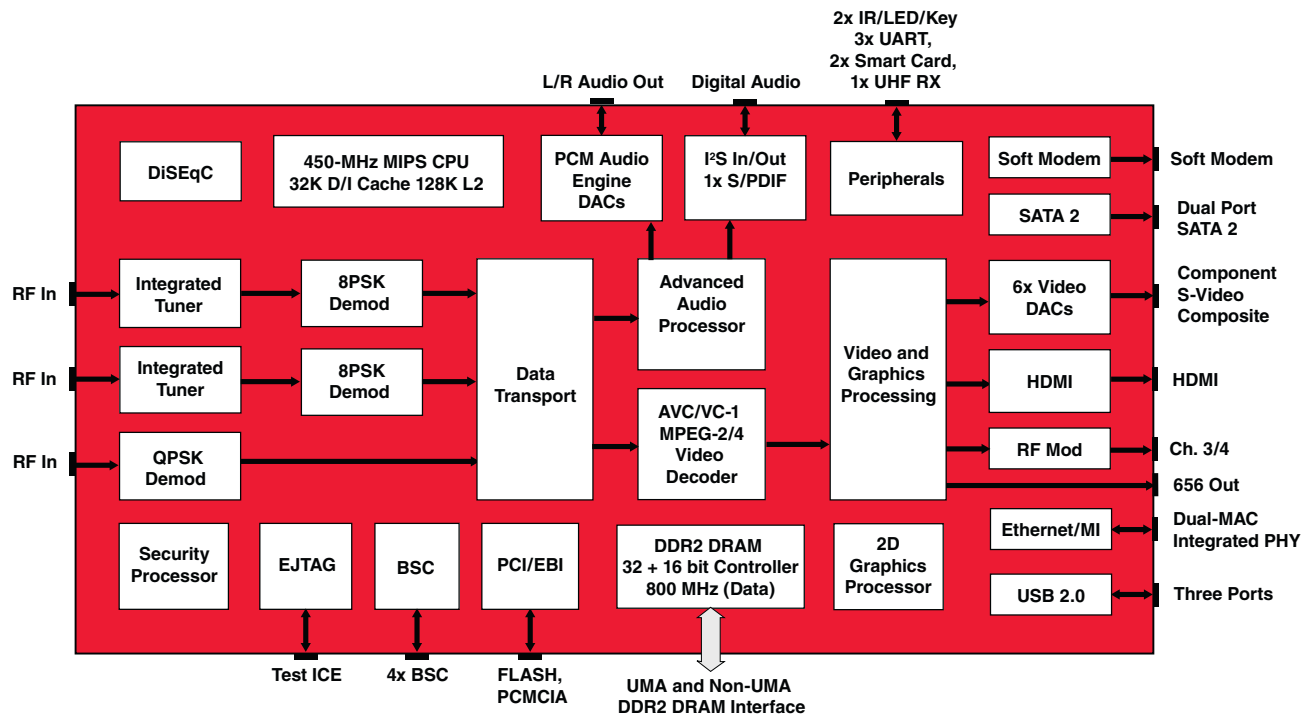 2x IR/LED/Key
3x UART,
2x Smart Card,
1x UHF RX
L/R Audio Out
Digital Audio
DiSEqC
450-MHz MIPS CPU
32K D/I Cache 128K L2
PCM Audio
Engine
DACs
I²S In/Out
1x S/PDIF
Peripherals
Soft Modem
Soft Modem
SATA 2
Dual Port
SATA 2
RF In
Integrated
Tuner
8PSK
Demod
Data
Transport
Advanced
Audio
Processor
Video and
Graphics
Processing
6x Video
DACs
Component
S-Video
Composite
RF In
Integrated
Tuner
8PSK
Demod
HDMI
HDMI
RF In
QPSK
Demod
AVC/VC-1
MPEG-2/4
Video
Decoder
RF Mod
Ch. 3/4
656 Out
Security
Processor
EJTAG
BSC
PCI/EBI
DDR2 DRAM
32 + 16 bit Controller
800 MHz (Data)
2D
Graphics
Processor
Ethernet/MI
Dual-MAC
Integrated PHY
USB 2.0
Three Ports
Test ICE
4x BSC
FLASH,
PCMCIA
UMA and Non-UMA
DDR2 DRAM Interface